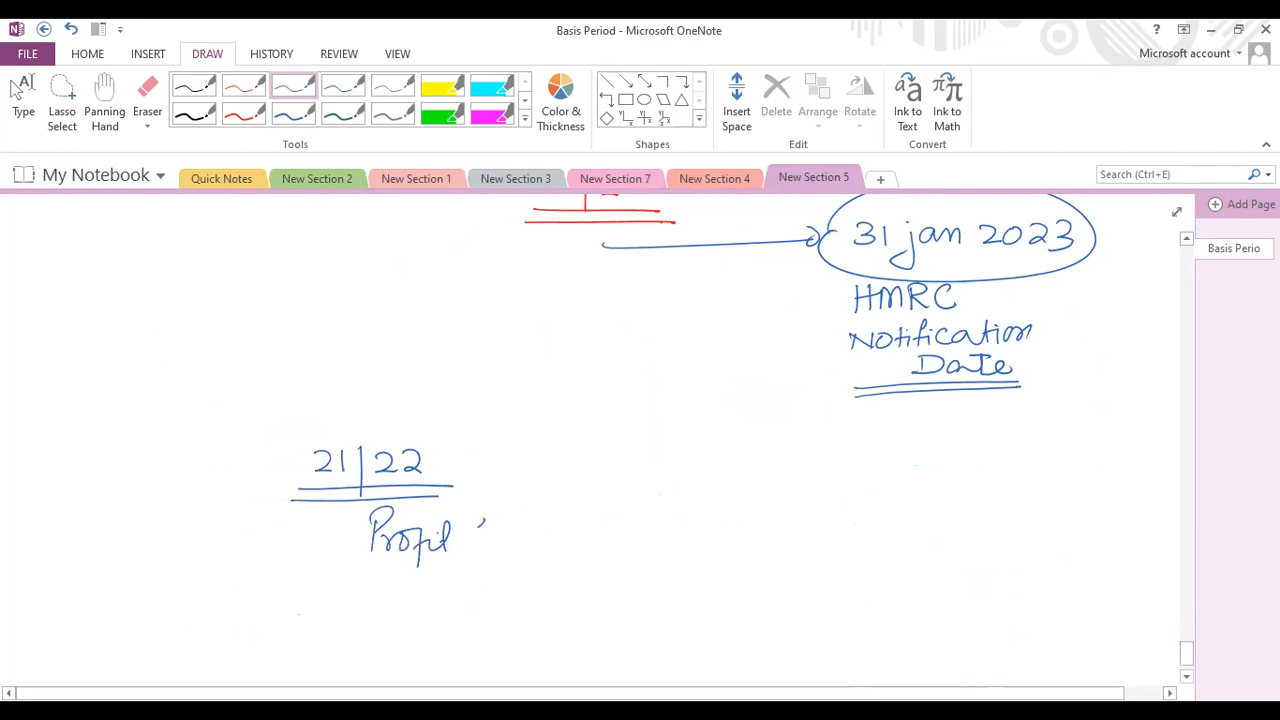 Basis Period - Microsoft OneNote
?
FILE HOME INSERT DRAW HISTORY REVIEW VIEW
Microsoft account
Type
Lasso Select
Panning Hand
Eraser
Color & Thickness
Insert Space
Delete
Arrange
Rotate
Ink to Text
Ink to Math
Tools
Shapes
Edit
Convert
My Notebook
Quick Notes
New Section 2
New Section 1
New Section 3
New Section 7
New Section 4
New Section 5
Search (Ctrl+E)
Add Page
Basis Perio
31 jan 2023
HMRC
Notification
Date
21|22
Profit